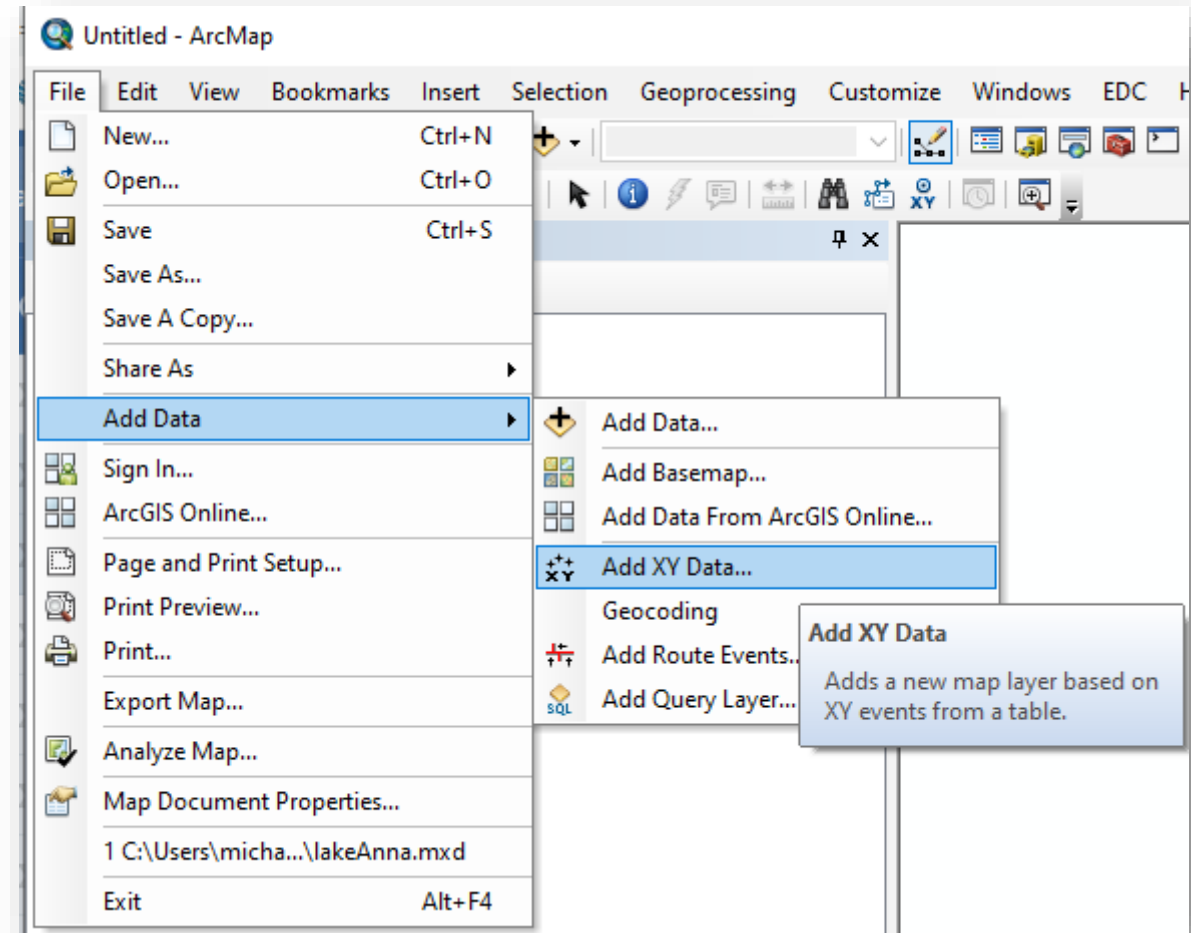 Untitled - ArcMap
File Edit View Bookmarks Insert Selection Geoprocessing Customize Windows EDC H
New... Ctrl+N
Open... Ctrl+O
XY
Save Ctrl+S
Save As...
Save A Copy...
Share As
Add Data
Add Data...
Sign In...
Add Basemap...
ArcGIS Online...
Add Data From ArcGIS Online...
Page and Print Setup...
XY Add XY Data...
Print Preview...
Geocoding
Print...
Add Route Events..
Export Map...
SQL Add Query Layer...
Add XY Data
Adds a new map layer based on
XY events from a table.
Analyze Map...
Map Document Properties...
1 C:\Users\micha...\lakeAnna.mxd
Exit Alt+F4